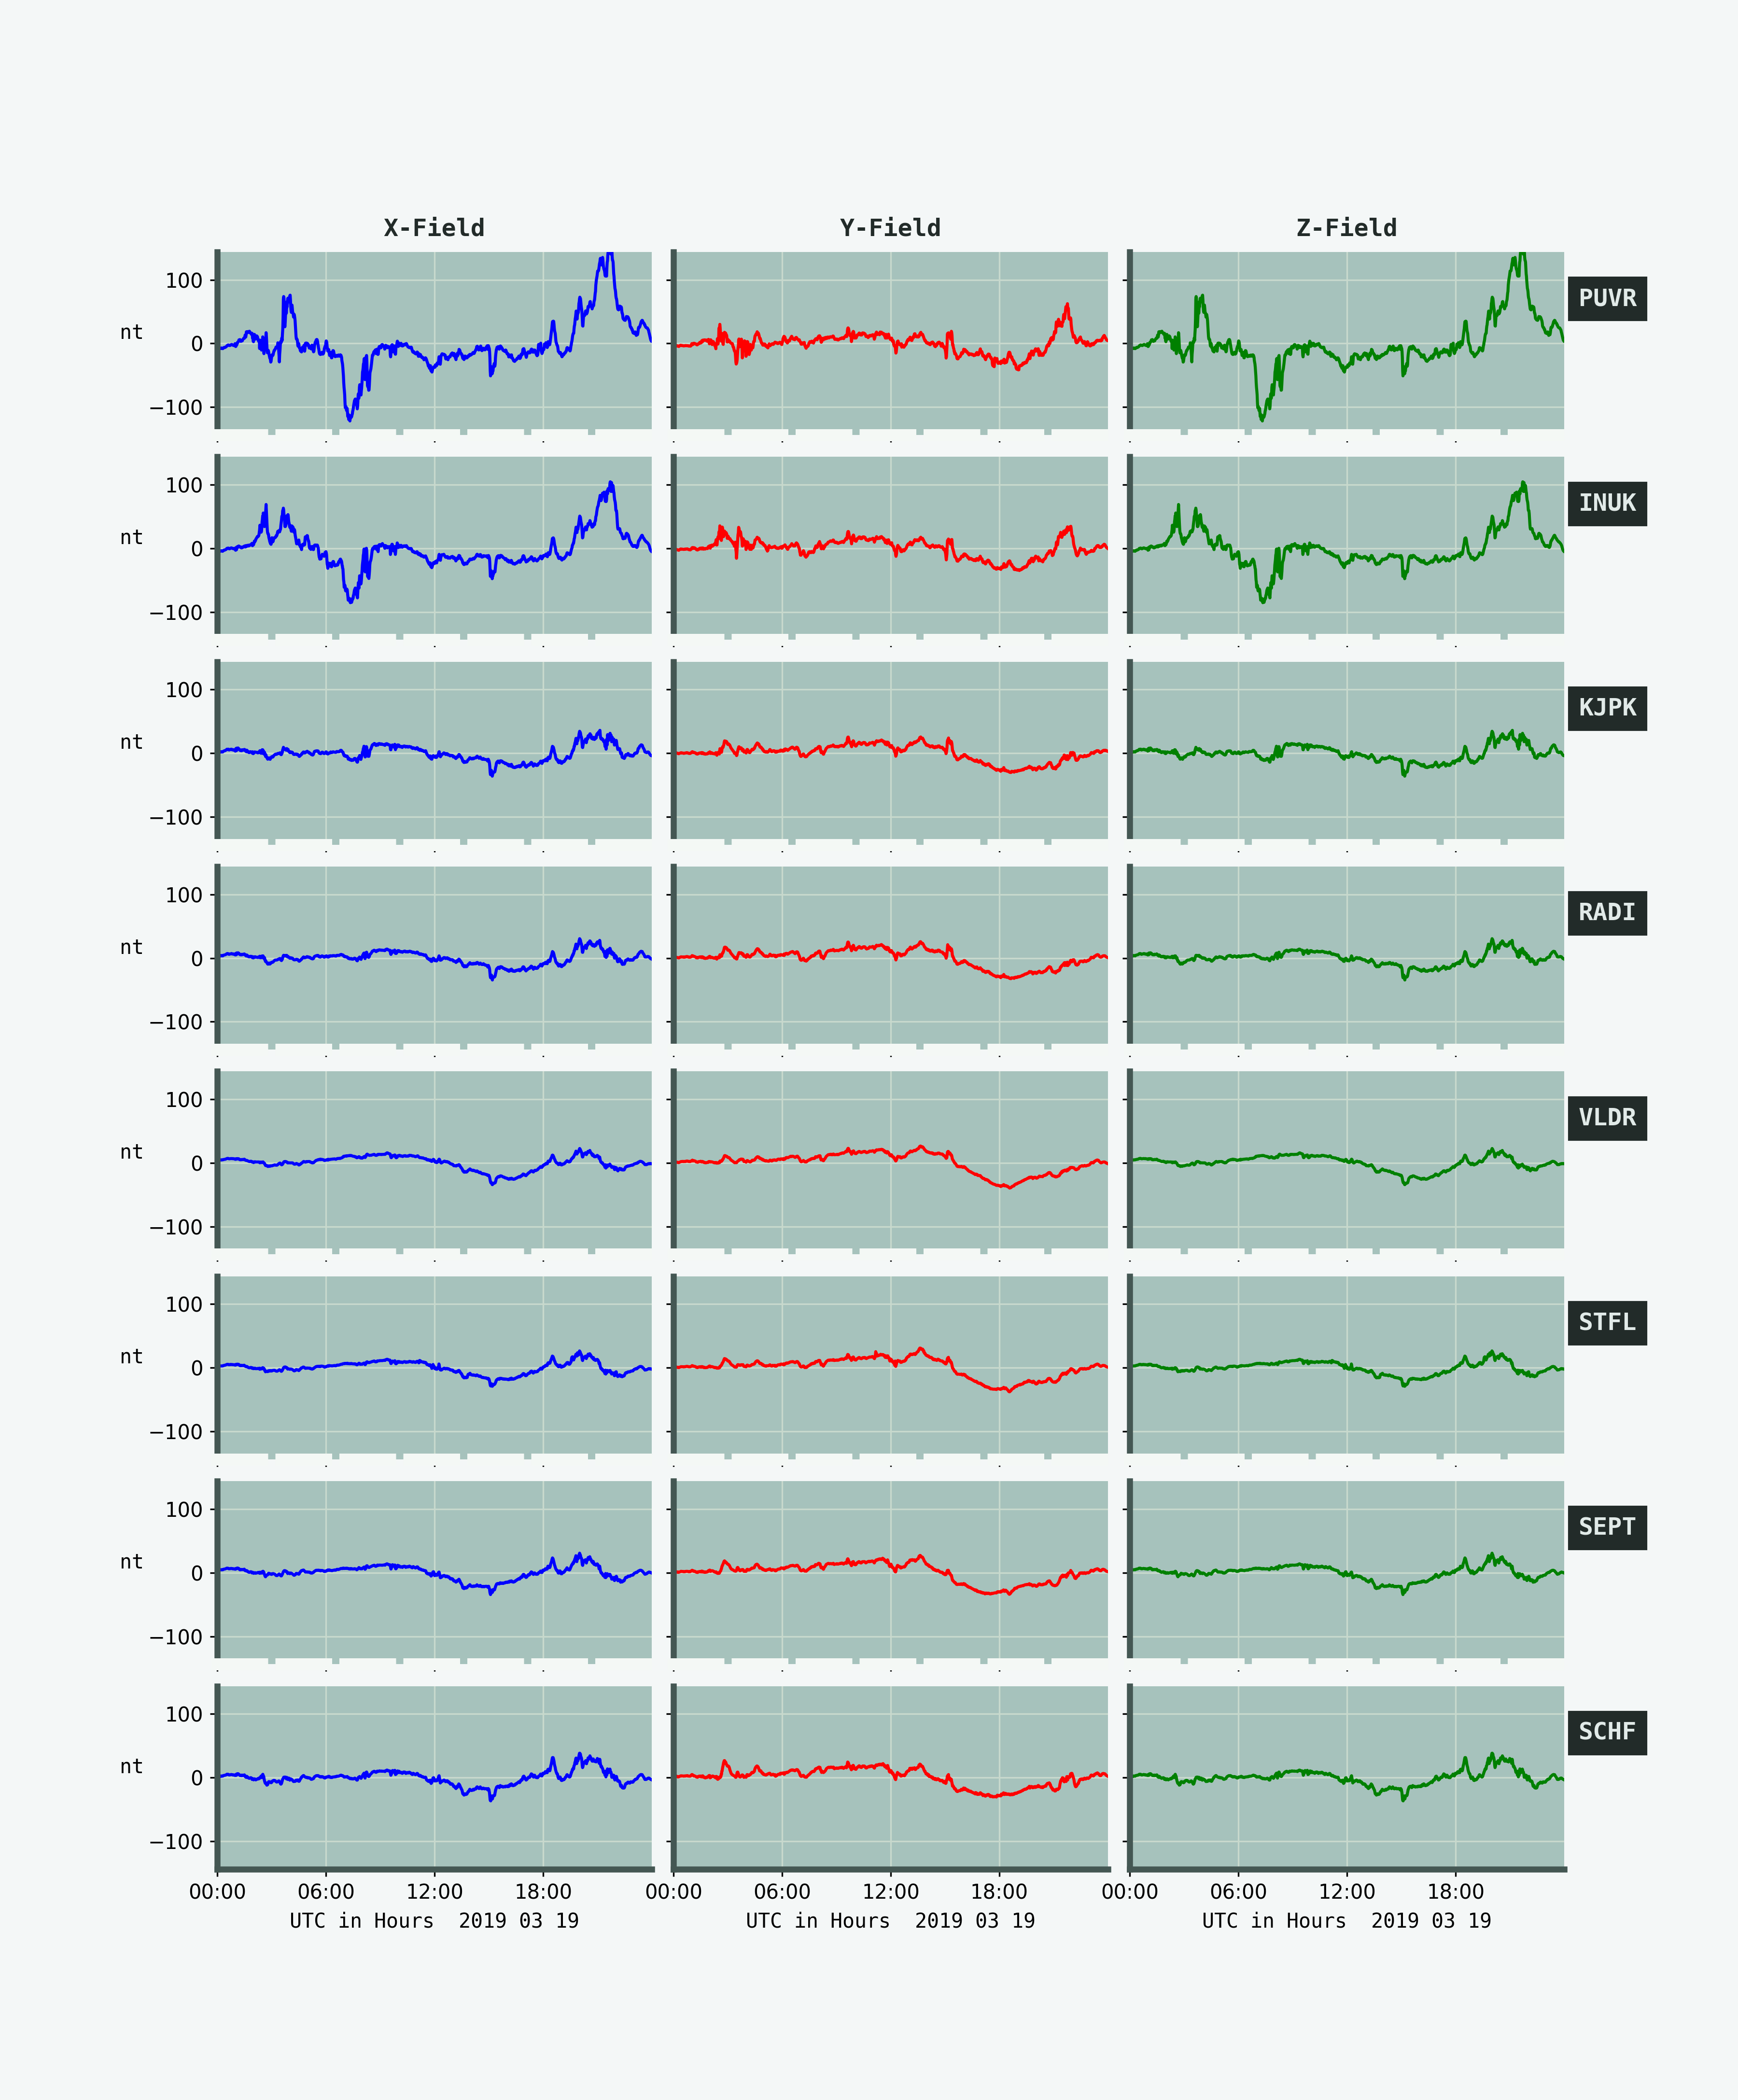 X-Field Y-Field Z-Field
100
nt 0
−100
PUVR
100
nt 0
−100
INUK
100
nt 0
−100
KJPK
100
nt 0
−100
RADI
100
nt 0
−100
VLDR
100
nt 0
−100
STFL
100
nt 0
−100
SEPT
100
nt 0
−100
SCHF
00:00 06:00 12:00 18:00 00:00 06:00 12:00 18:00 00:00 06:00 12:00 18:00
UTC in Hours 2019 03 19 UTC in Hours 2019 03 19 UTC in Hours 2019 03 19